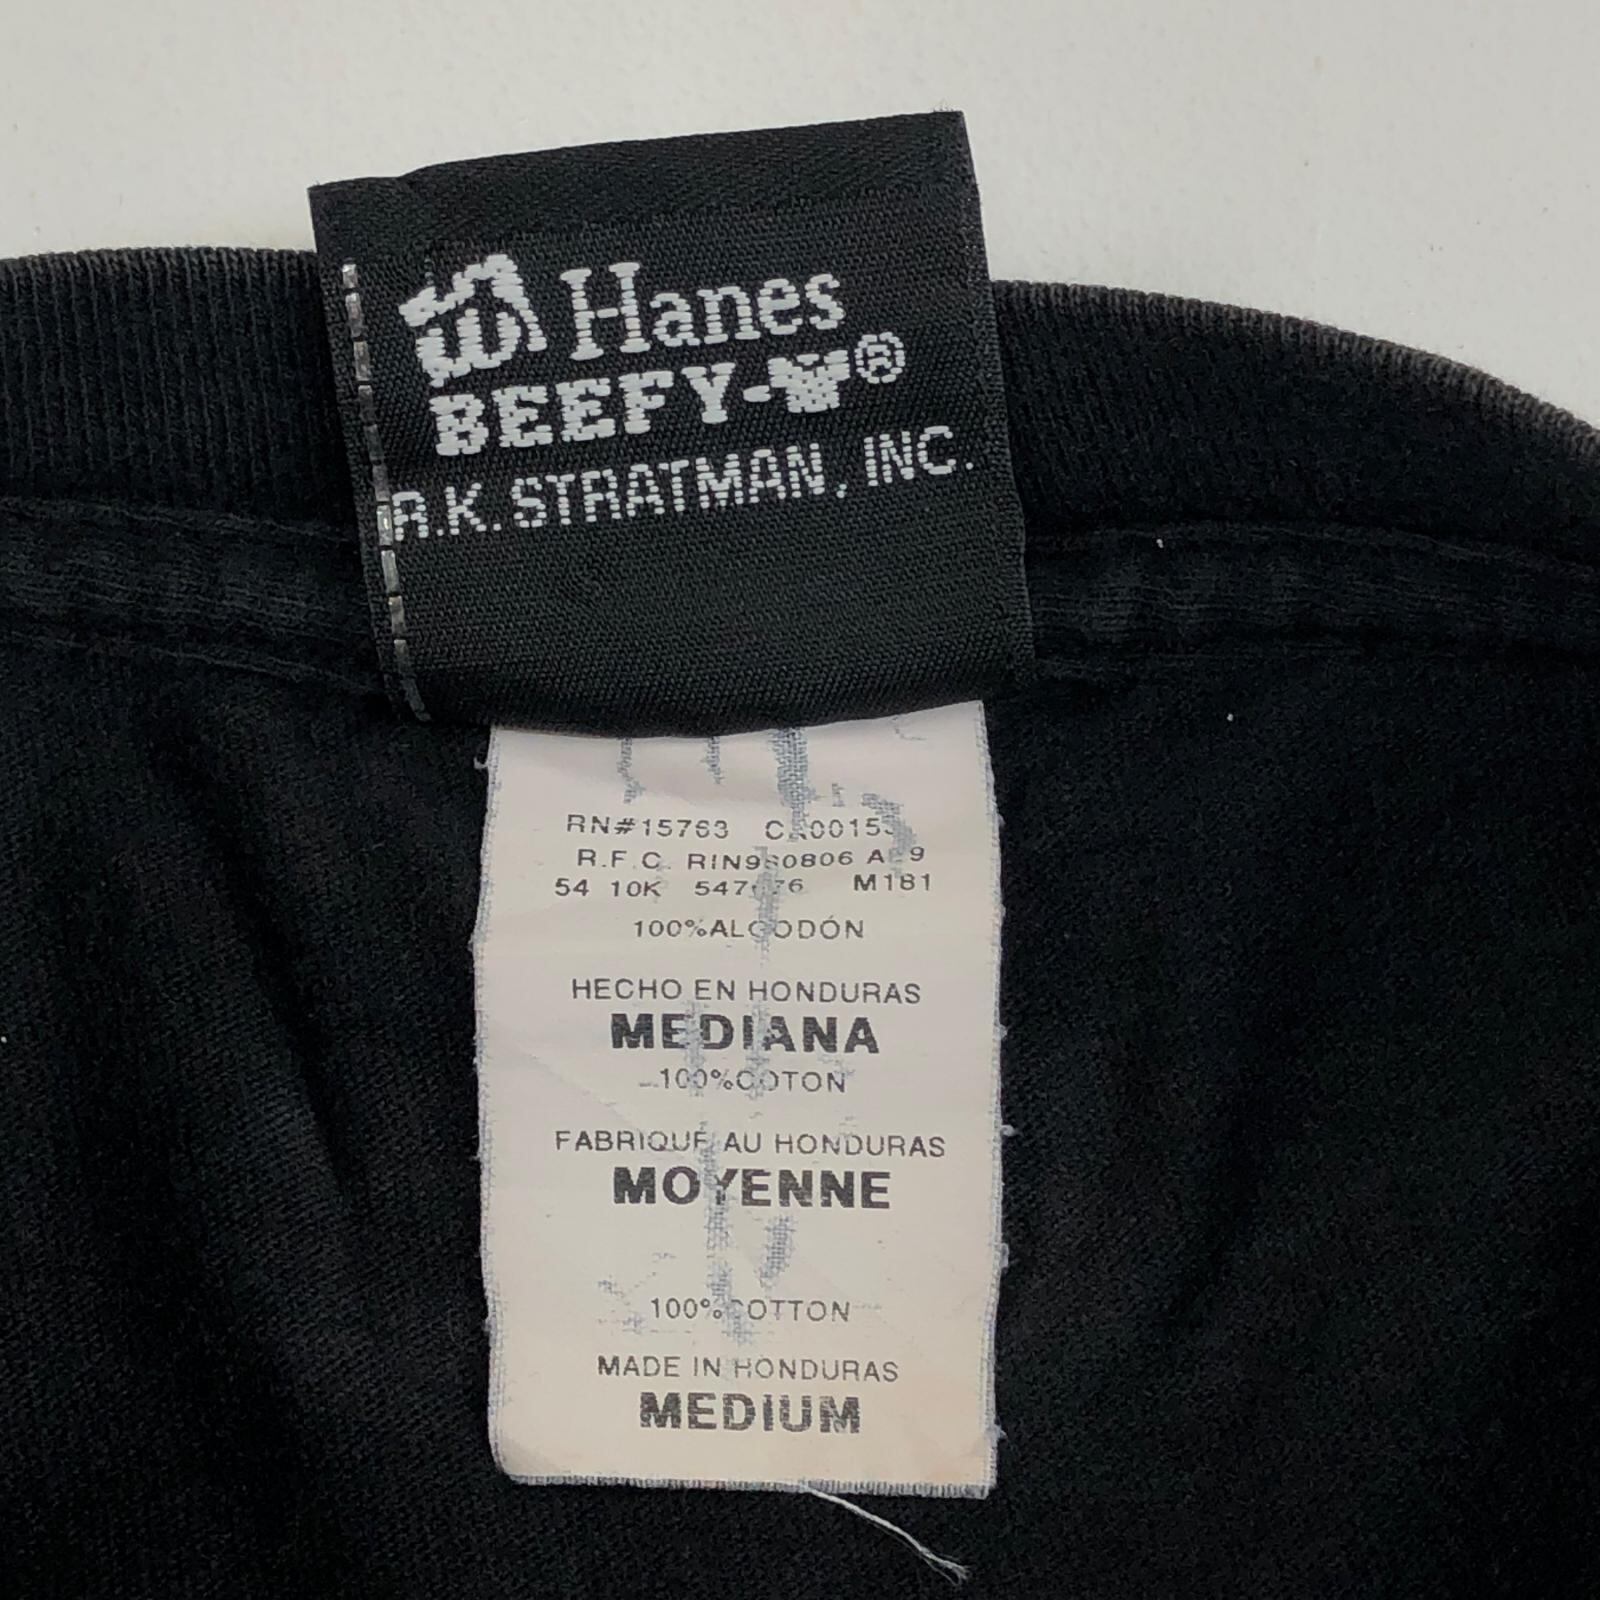 Hanes
BEEFY-T®
R.K. STRATMAN, INC.
RN#15763
R.F.C. RIN980806
54 10K M181
100%ALGODÓN
HECHO EN HONDURAS
MEDIANA
100%COTON
FABRIQUE AU HONDURAS
MOYENNE
100%COTTON
MADE IN HONDURAS
MEDIUM